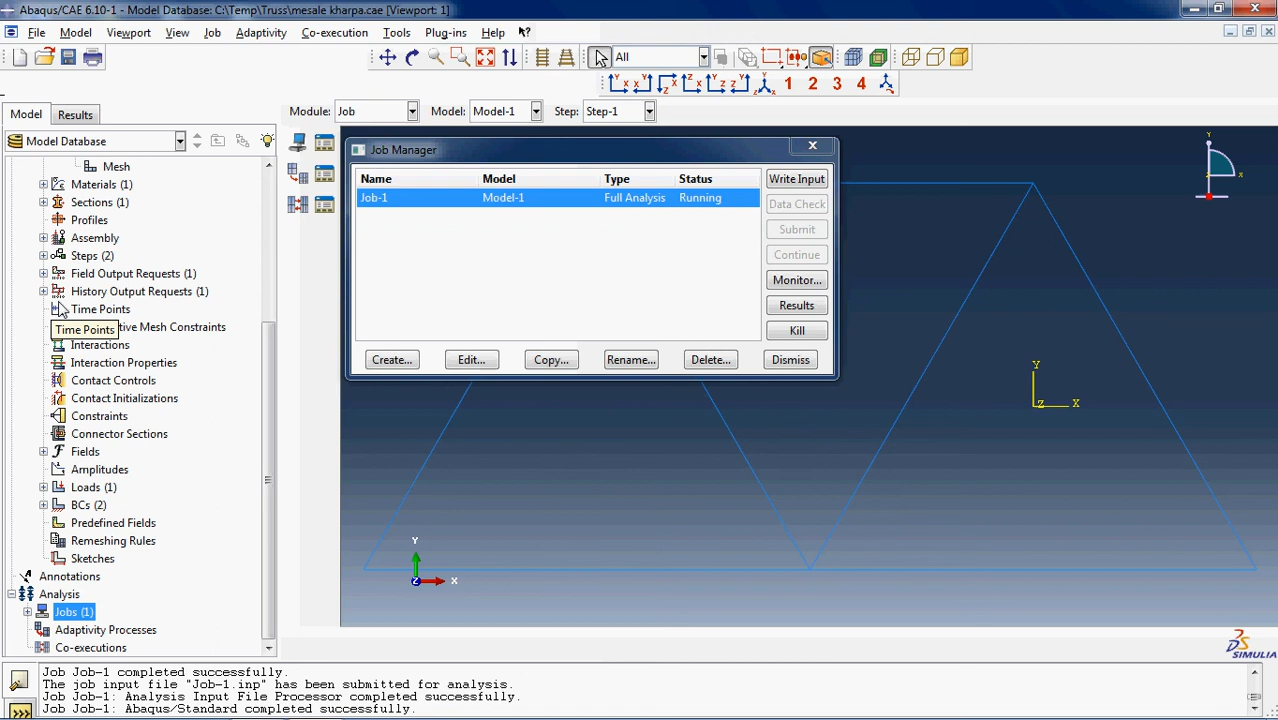 Abaqus/CAE 6.10-1 - Model Database: C:\Temp\Truss\mesale kharpa.cae [Viewport: 1]
File Model Viewport View Job Adaptivity Co-execution Tools Plug-ins Help
All
1 2 3 4
Model Results
Module: Job Model: Model-1 Step: Step-1
Model Database
Mesh
Materials (1)
Sections (1)
Profiles
Assembly
Steps (2)
Field Output Requests (1)
History Output Requests (1)
Time Points
Time Points
tive Mesh Constraints
Interactions
Interaction Properties
Contact Controls
Contact Initializations
Constraints
Connector Sections
Fields
Amplitudes
Loads (1)
BCs (2)
Predefined Fields
Remeshing Rules
Sketches
Annotations
Analysis
Jobs (1)
Adaptivity Processes
Co-executions
Job Manager
Name Model Type Status
Job-1 Model-1 Full Analysis Running
Write Input
Data Check
Submit
Continue
Monitor...
Results
Kill
Create... Edit... Copy... Rename... Delete... Dismiss
Y
X
Z
Y
Z X
Y
Z X
SIMULIA
Job Job-1 completed successfully.
The job input file "Job-1.inp" has been submitted for analysis.
Job Job-1: Analysis Input File Processor completed successfully.
Job Job-1: Abaqus/Standard completed successfully.